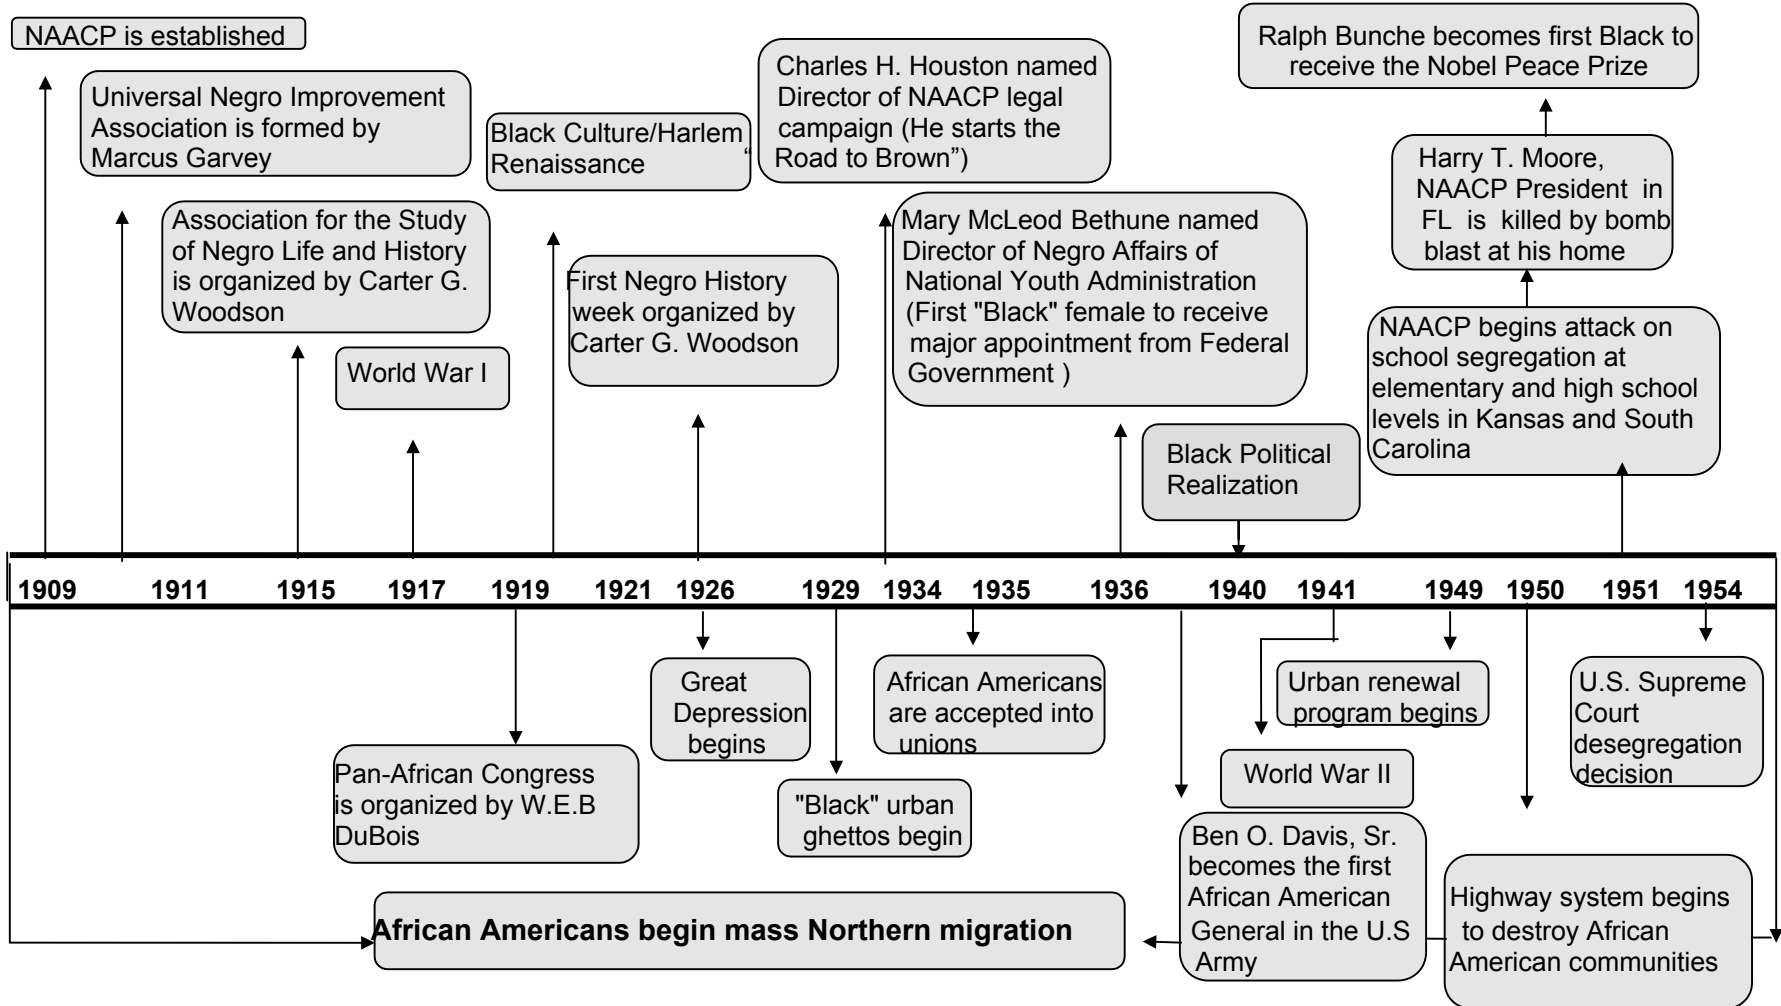 NAACP is established
Universal Negro Improvement
Association is formed by
Marcus Garvey
Association for the Study
of Negro Life and History
is organized by Carter G.
Woodson
World War I
Black Culture/Harlem
Renaissance
First Negro History
week organized by
Carter G. Woodson
Charles H. Houston named
Director of NAACP legal
campaign (He starts the
“Road to Brown”)
Mary McLeod Bethune named
Director of Negro Affairs of
National Youth Administration
(First "Black" female to receive
major appointment from Federal
Government )
Black Political
Realization
Ralph Bunche becomes first Black to
receive the Nobel Peace Prize
Harry T. Moore,
NAACP President in
FL is killed by bomb
blast at his home
NAACP begins attack on
school segregation at
elementary and high school
levels in Kansas and South
Carolina
1909 1911 1915 1917 1919 1921 1926 1929 1934 1935 1936 1940 1941 1949 1950 1951 1954
Pan-African Congress
is organized by W.E.B
DuBois
Great
Depression
begins
"Black" urban
ghettos begin
African Americans
are accepted into
unions
Ben O. Davis, Sr.
becomes the first
African American
General in the U.S
Army
World War II
Urban renewal
program begins
Highway system begins
to destroy African
American communities
U.S. Supreme
Court
desegregation
decision
African Americans begin mass Northern migration